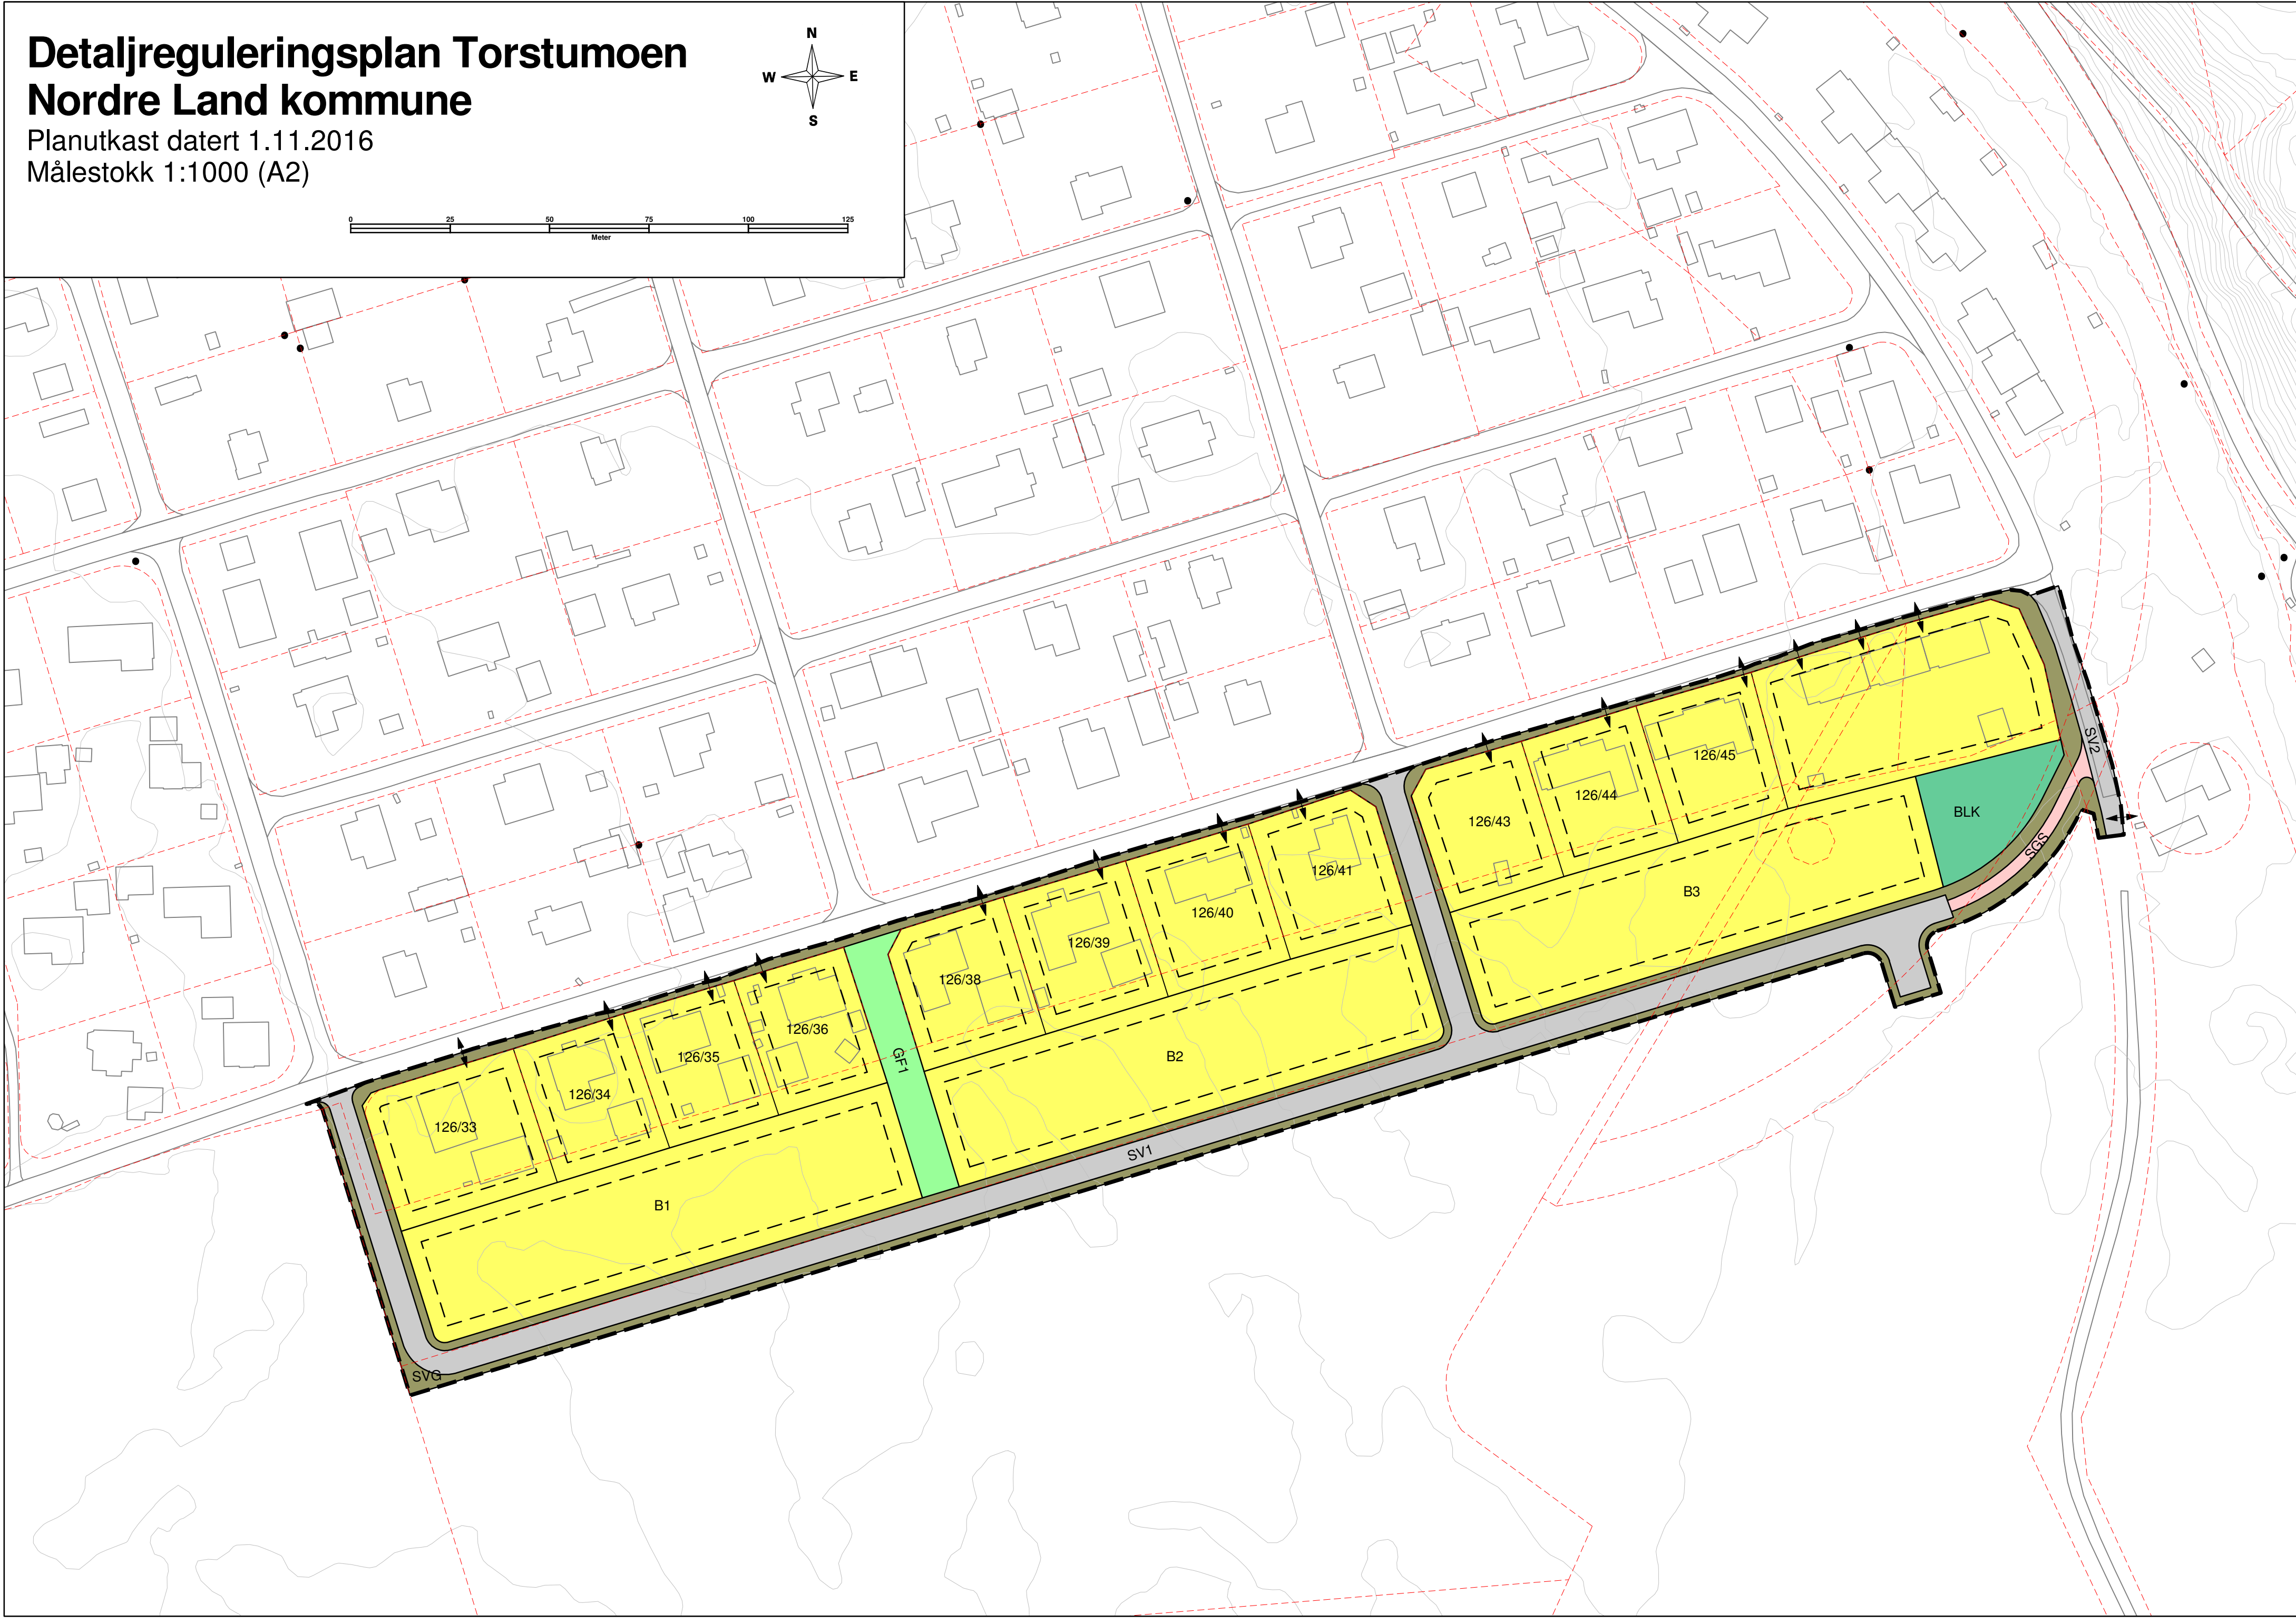 Detaljreguleringsplan Torstumoen
Nordre Land kommune
Planutkast datert 1.11.2016
Målestokk 1:1000 (A2)
N
W E
S
0 25 50 75 100 125
Meter
SV2
126/45
126/44
126/43
BLK
SGS
B3
126/41
126/40
126/39
126/38
126/36
126/35
126/34
126/33
GF1
B2
SV1
B1
SVG